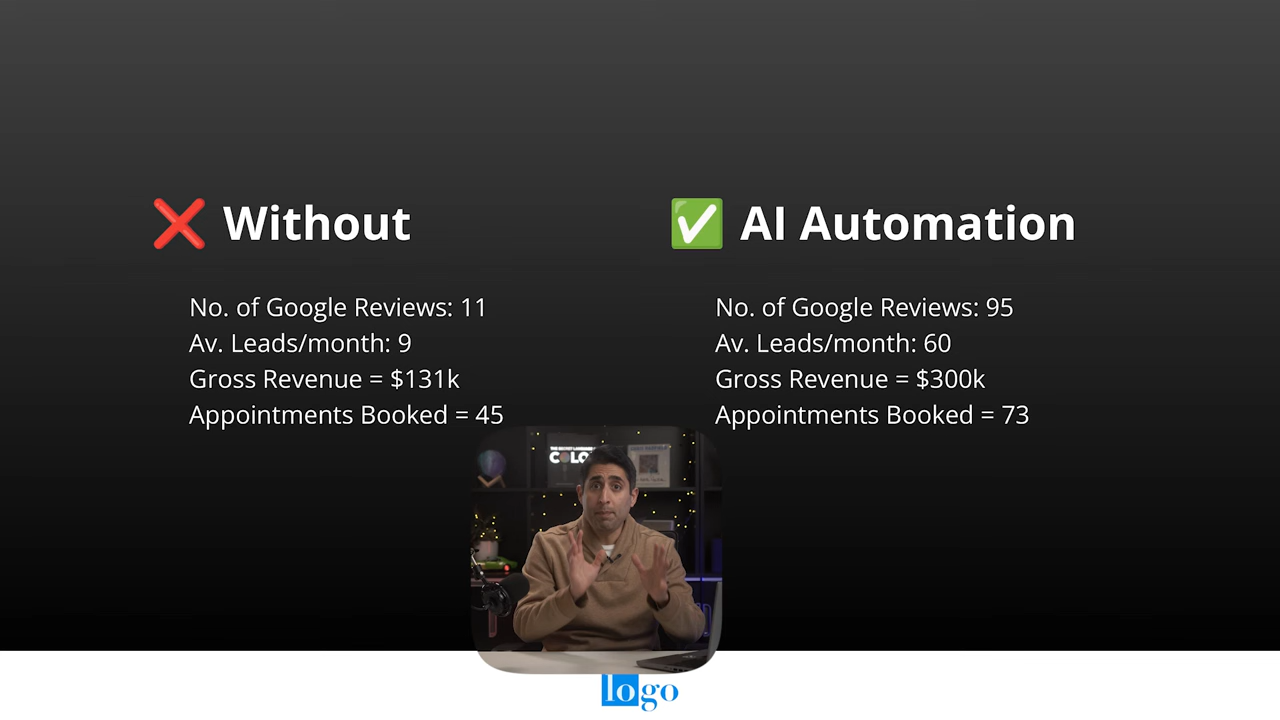 ❌ Without
No. of Google Reviews: 11
Av. Leads/month: 9
Gross Revenue = $131k
Appointments Booked = 45
✅ AI Automation
No. of Google Reviews: 95
Av. Leads/month: 60
Gross Revenue = $300k
Appointments Booked = 73
logo